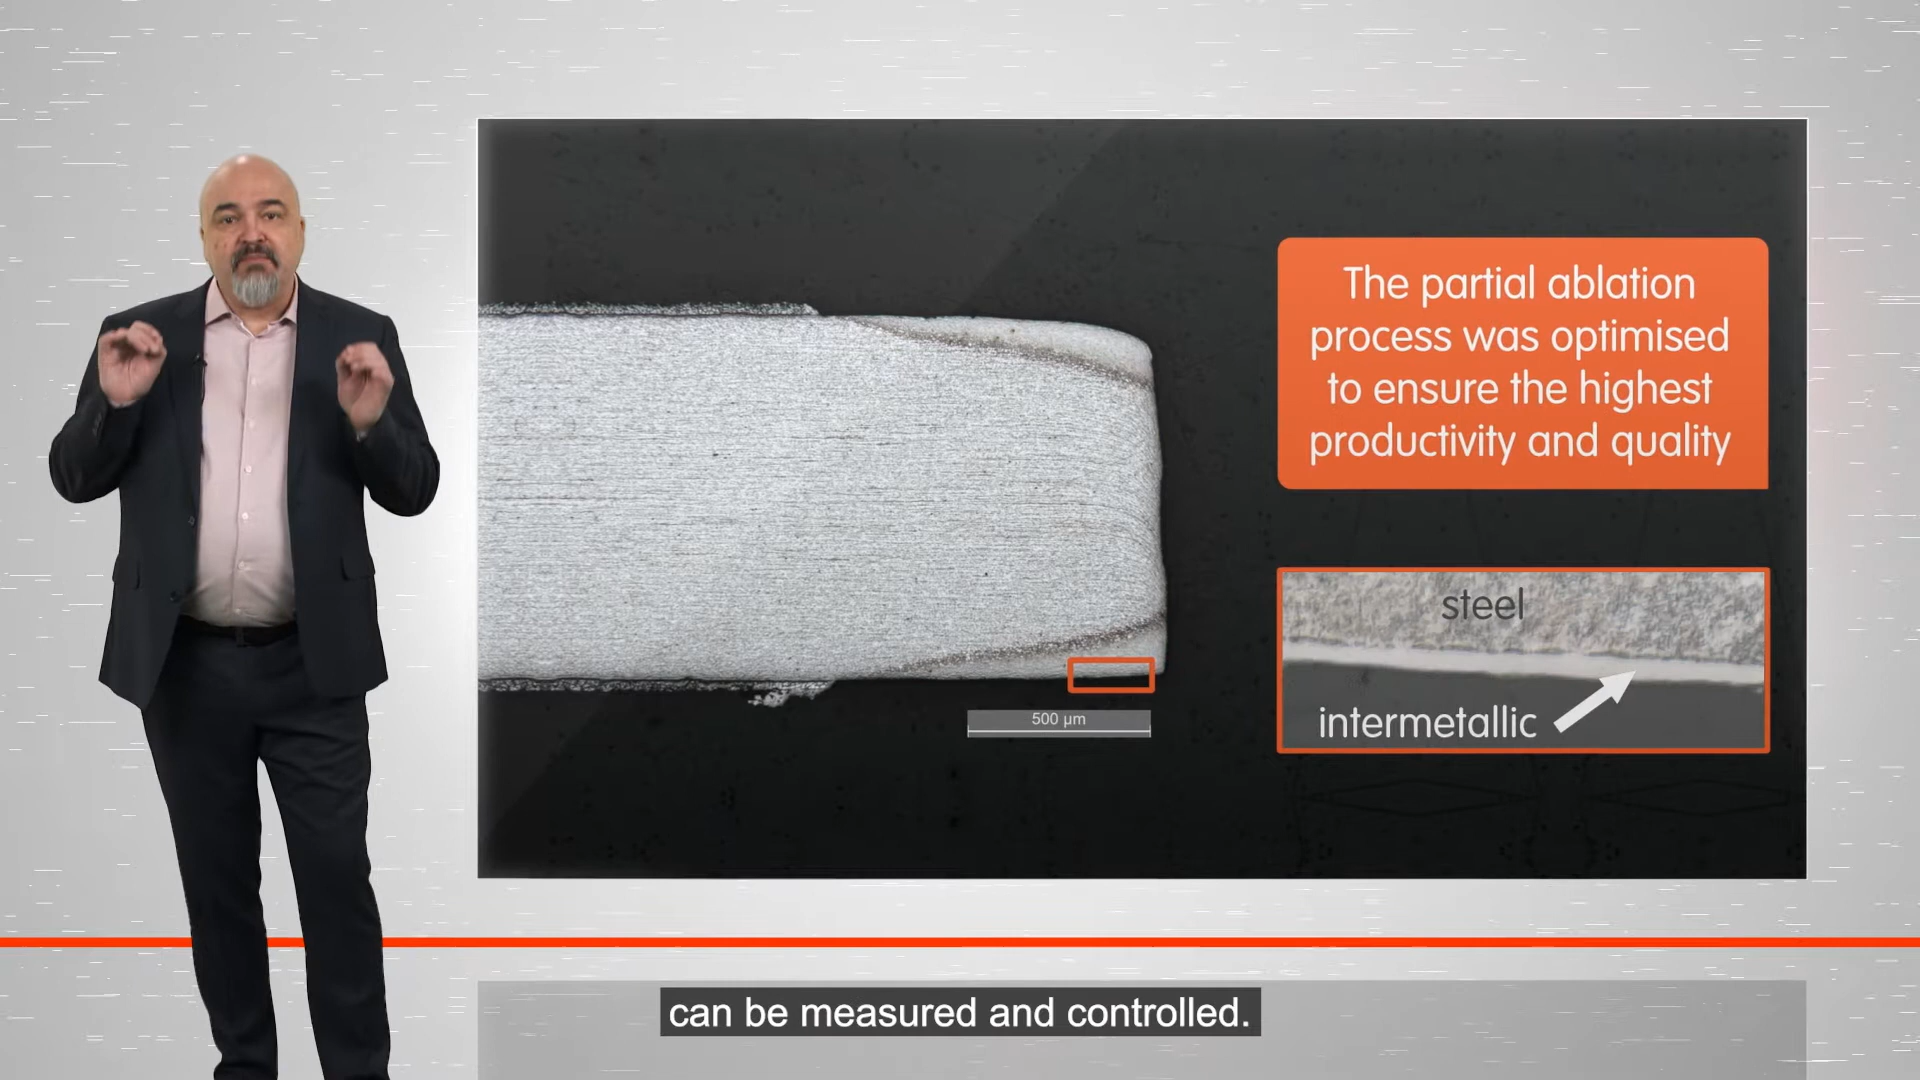 The partial ablation
process was optimised
to ensure the highest
productivity and quality
steel
intermetallic
500 µm
can be measured and controlled.